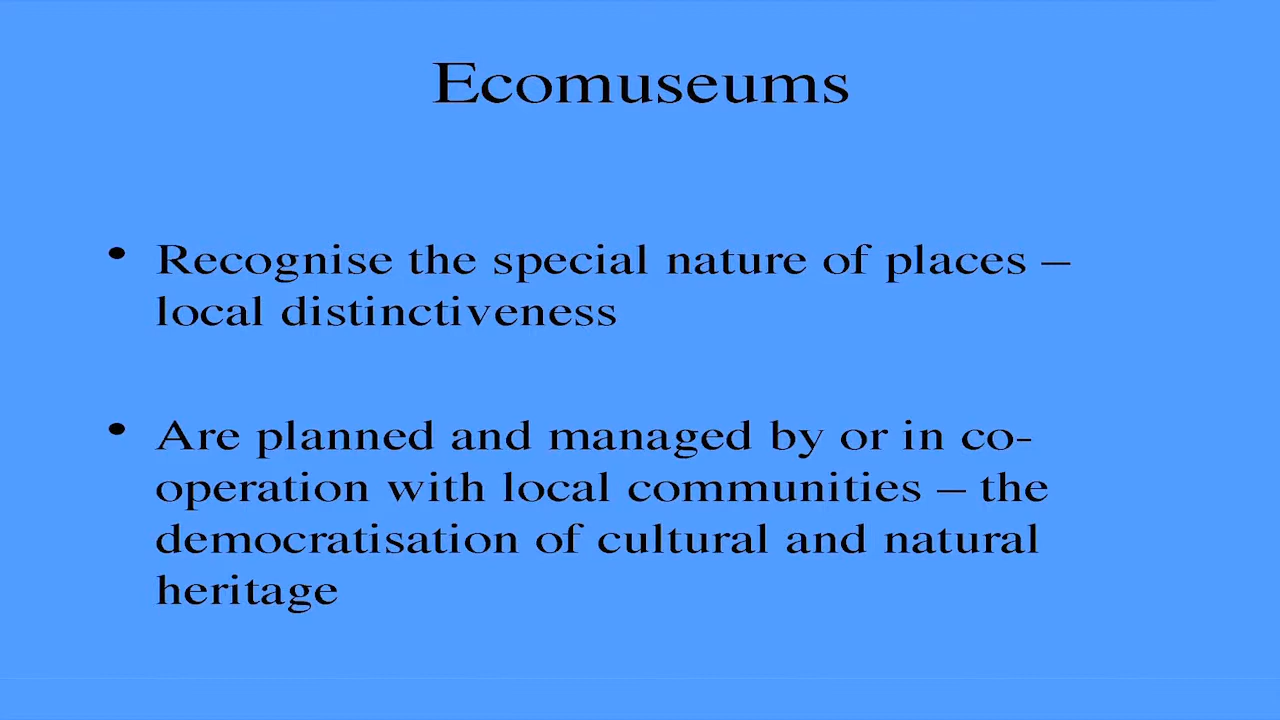 Ecomuseums
• Recognise the special nature of places –
local distinctiveness
• Are planned and managed by or in co-
operation with local communities – the
democratisation of cultural and natural
heritage